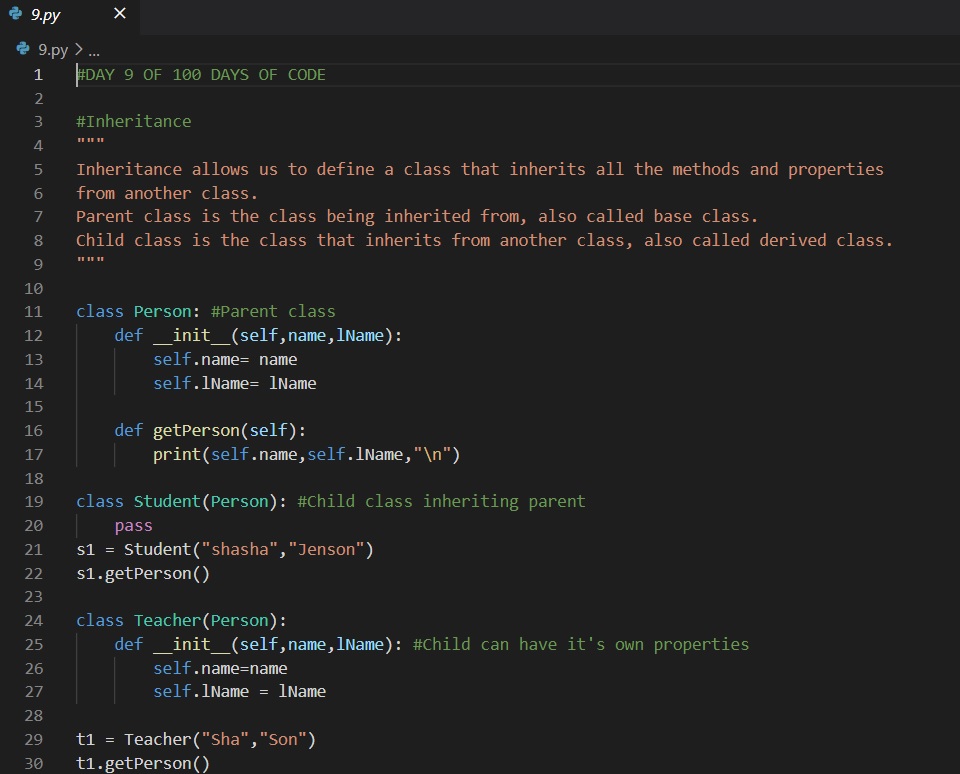 9.py ×
9.py > ...
1 #DAY 9 OF 100 DAYS OF CODE
2
3 #Inheritance
4 """
5 Inheritance allows us to define a class that inherits all the methods and properties
6 from another class.
7 Parent class is the class being inherited from, also called base class.
8 Child class is the class that inherits from another class, also called derived class.
9 """
10
11 class Person: #Parent class
12     def __init__(self,name,lName):
13         self.name= name
14         self.lName= lName
15
16     def getPerson(self):
17         print(self.name,self.lName,"\n")
18
19 class Student(Person): #Child class inheriting parent
20     pass
21 s1 = Student("shasha","Jenson")
22 s1.getPerson()
23
24 class Teacher(Person):
25     def __init__(self,name,lName): #Child can have it's own properties
26         self.name=name
27         self.lName = lName
28
29 t1 = Teacher("Sha","Son")
30 t1.getPerson()